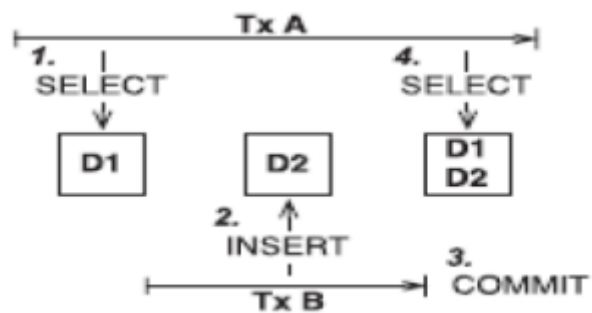 Tx A
1.
SELECT
4.
SELECT
D1
D2
D1
D2
2.
INSERT
3.
COMMIT
Tx B